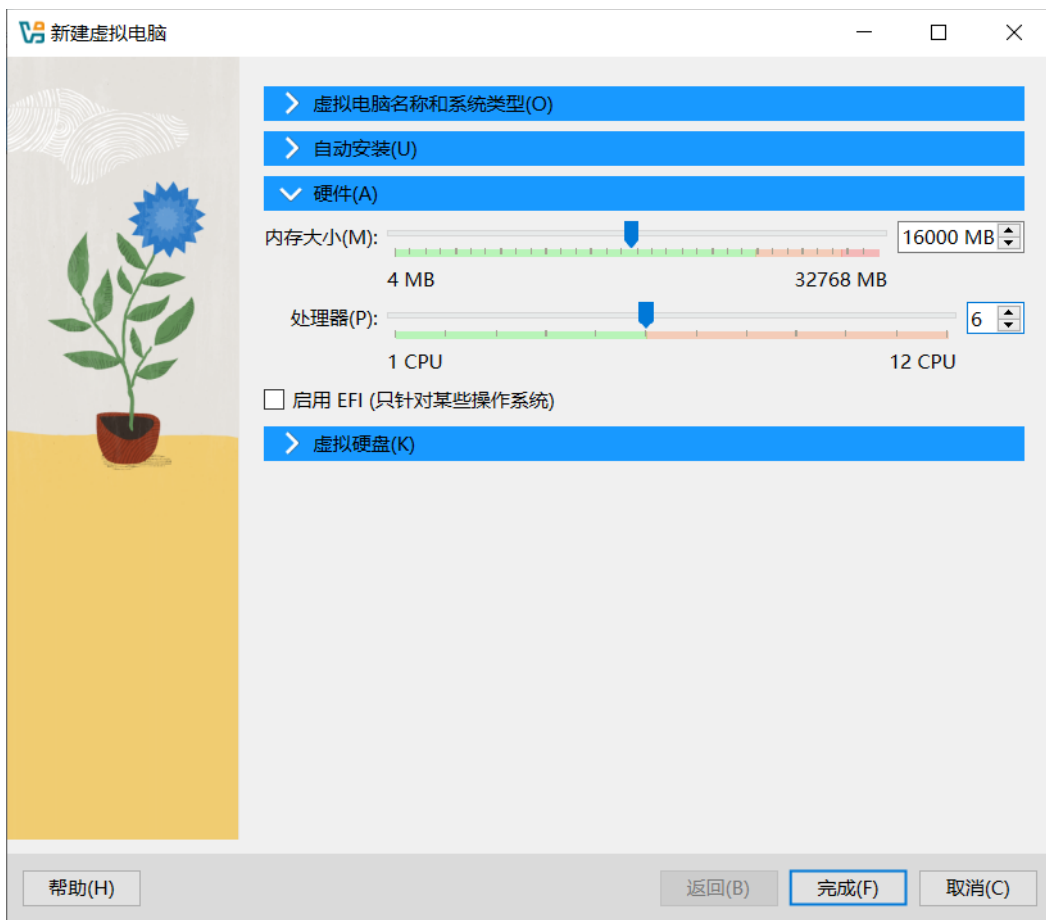 新建虚拟电脑
虚拟电脑名称和系统类型(O)
自动安装(U)
硬件(A)
内存大小(M): 16000 MB
4 MB 32768 MB
处理器(P): 6
1 CPU 12 CPU
启用 EFI (只针对某些操作系统)
虚拟硬盘(K)
帮助(H) 返回(B) 完成(F) 取消(C)